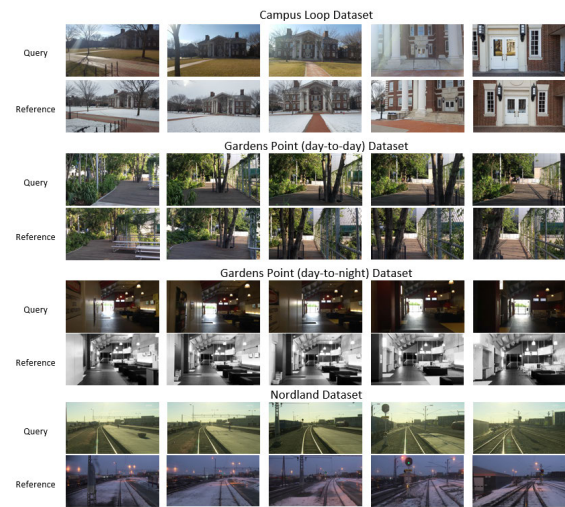 Campus Loop Dataset
Query
Reference
Gardens Point (day-to-day) Dataset
Query
Reference
Gardens Point (day-to-night) Dataset
Query
Reference
Nordland Dataset
Query
Reference